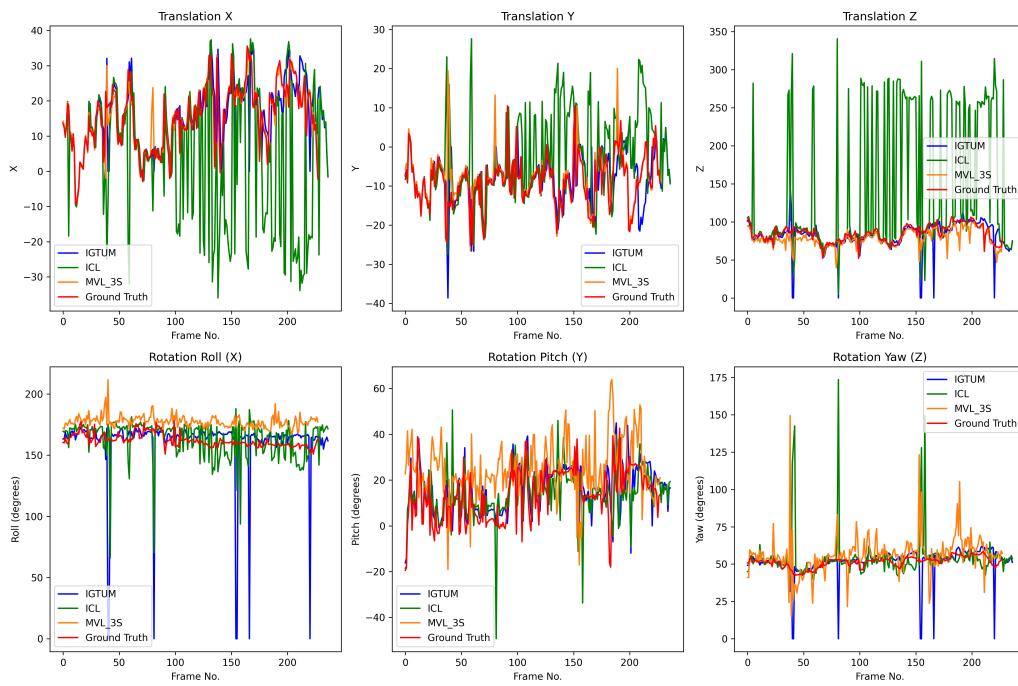 Translation X
X
40
30
20
10
0
−10
−20
−30
0
50
100
150
200
Frame No.
IGTUM
ICL
MVL_3S
Ground Truth
Translation Y
Y
30
20
10
0
−10
−20
−30
−40
0
50
100
150
200
Frame No.
IGTUM
ICL
MVL_3S
Ground Truth
Translation Z
Z
350
300
250
200
150
100
50
0
0
50
100
150
200
Frame No.
IGTUM
ICL
MVL_3S
Ground Truth
Rotation Roll (X)
Roll (degrees)
200
150
100
50
0
0
50
100
150
200
Frame No.
IGTUM
ICL
MVL_3S
Ground Truth
Rotation Pitch (Y)
Pitch (degrees)
60
40
20
0
−20
−40
0
50
100
150
200
Frame No.
IGTUM
ICL
MVL_3S
Ground Truth
Rotation Yaw (Z)
Yaw (degrees)
175
150
125
100
75
50
25
0
0
50
100
150
200
Frame No.
IGTUM
ICL
MVL_3S
Ground Truth